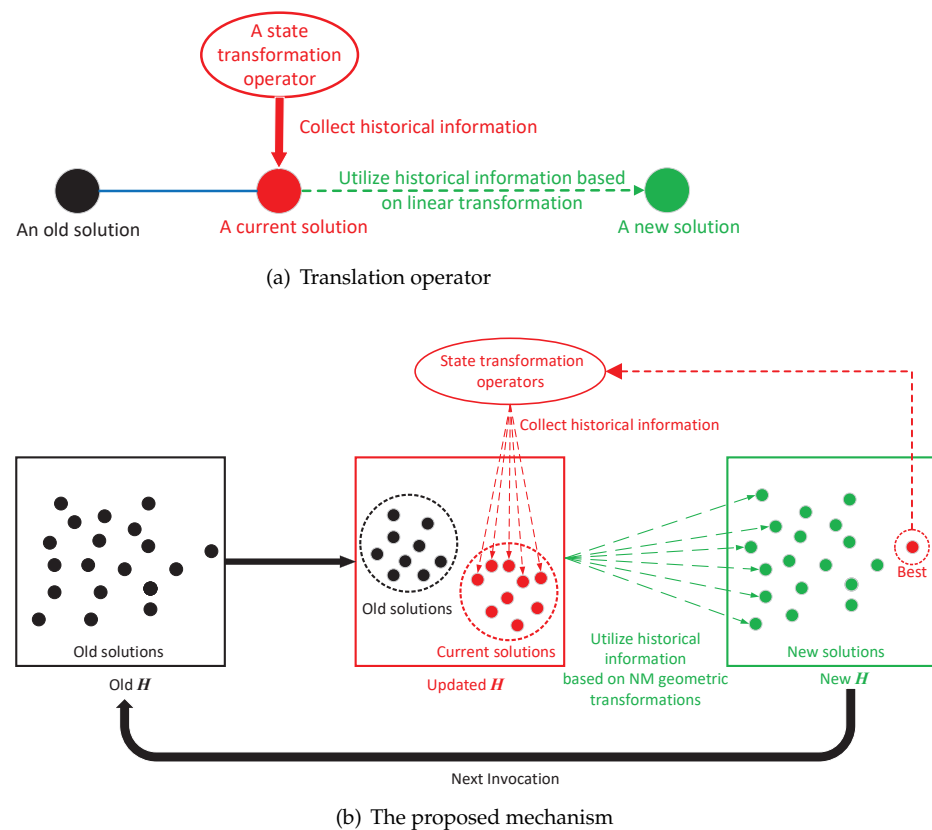 A state
transformation
operator
Collect historical information
Utilize historical information based
on linear transformation
An old solution
A current solution
A new solution
(a) Translation operator
State transformation
operators
Collect historical information
Old solutions
Best
Old solutions
Current solutions
New solutions
Utilize historical
information
based on NM geometric
transformations
Old H
Updated H
New H
Next Invocation
(b) The proposed mechanism